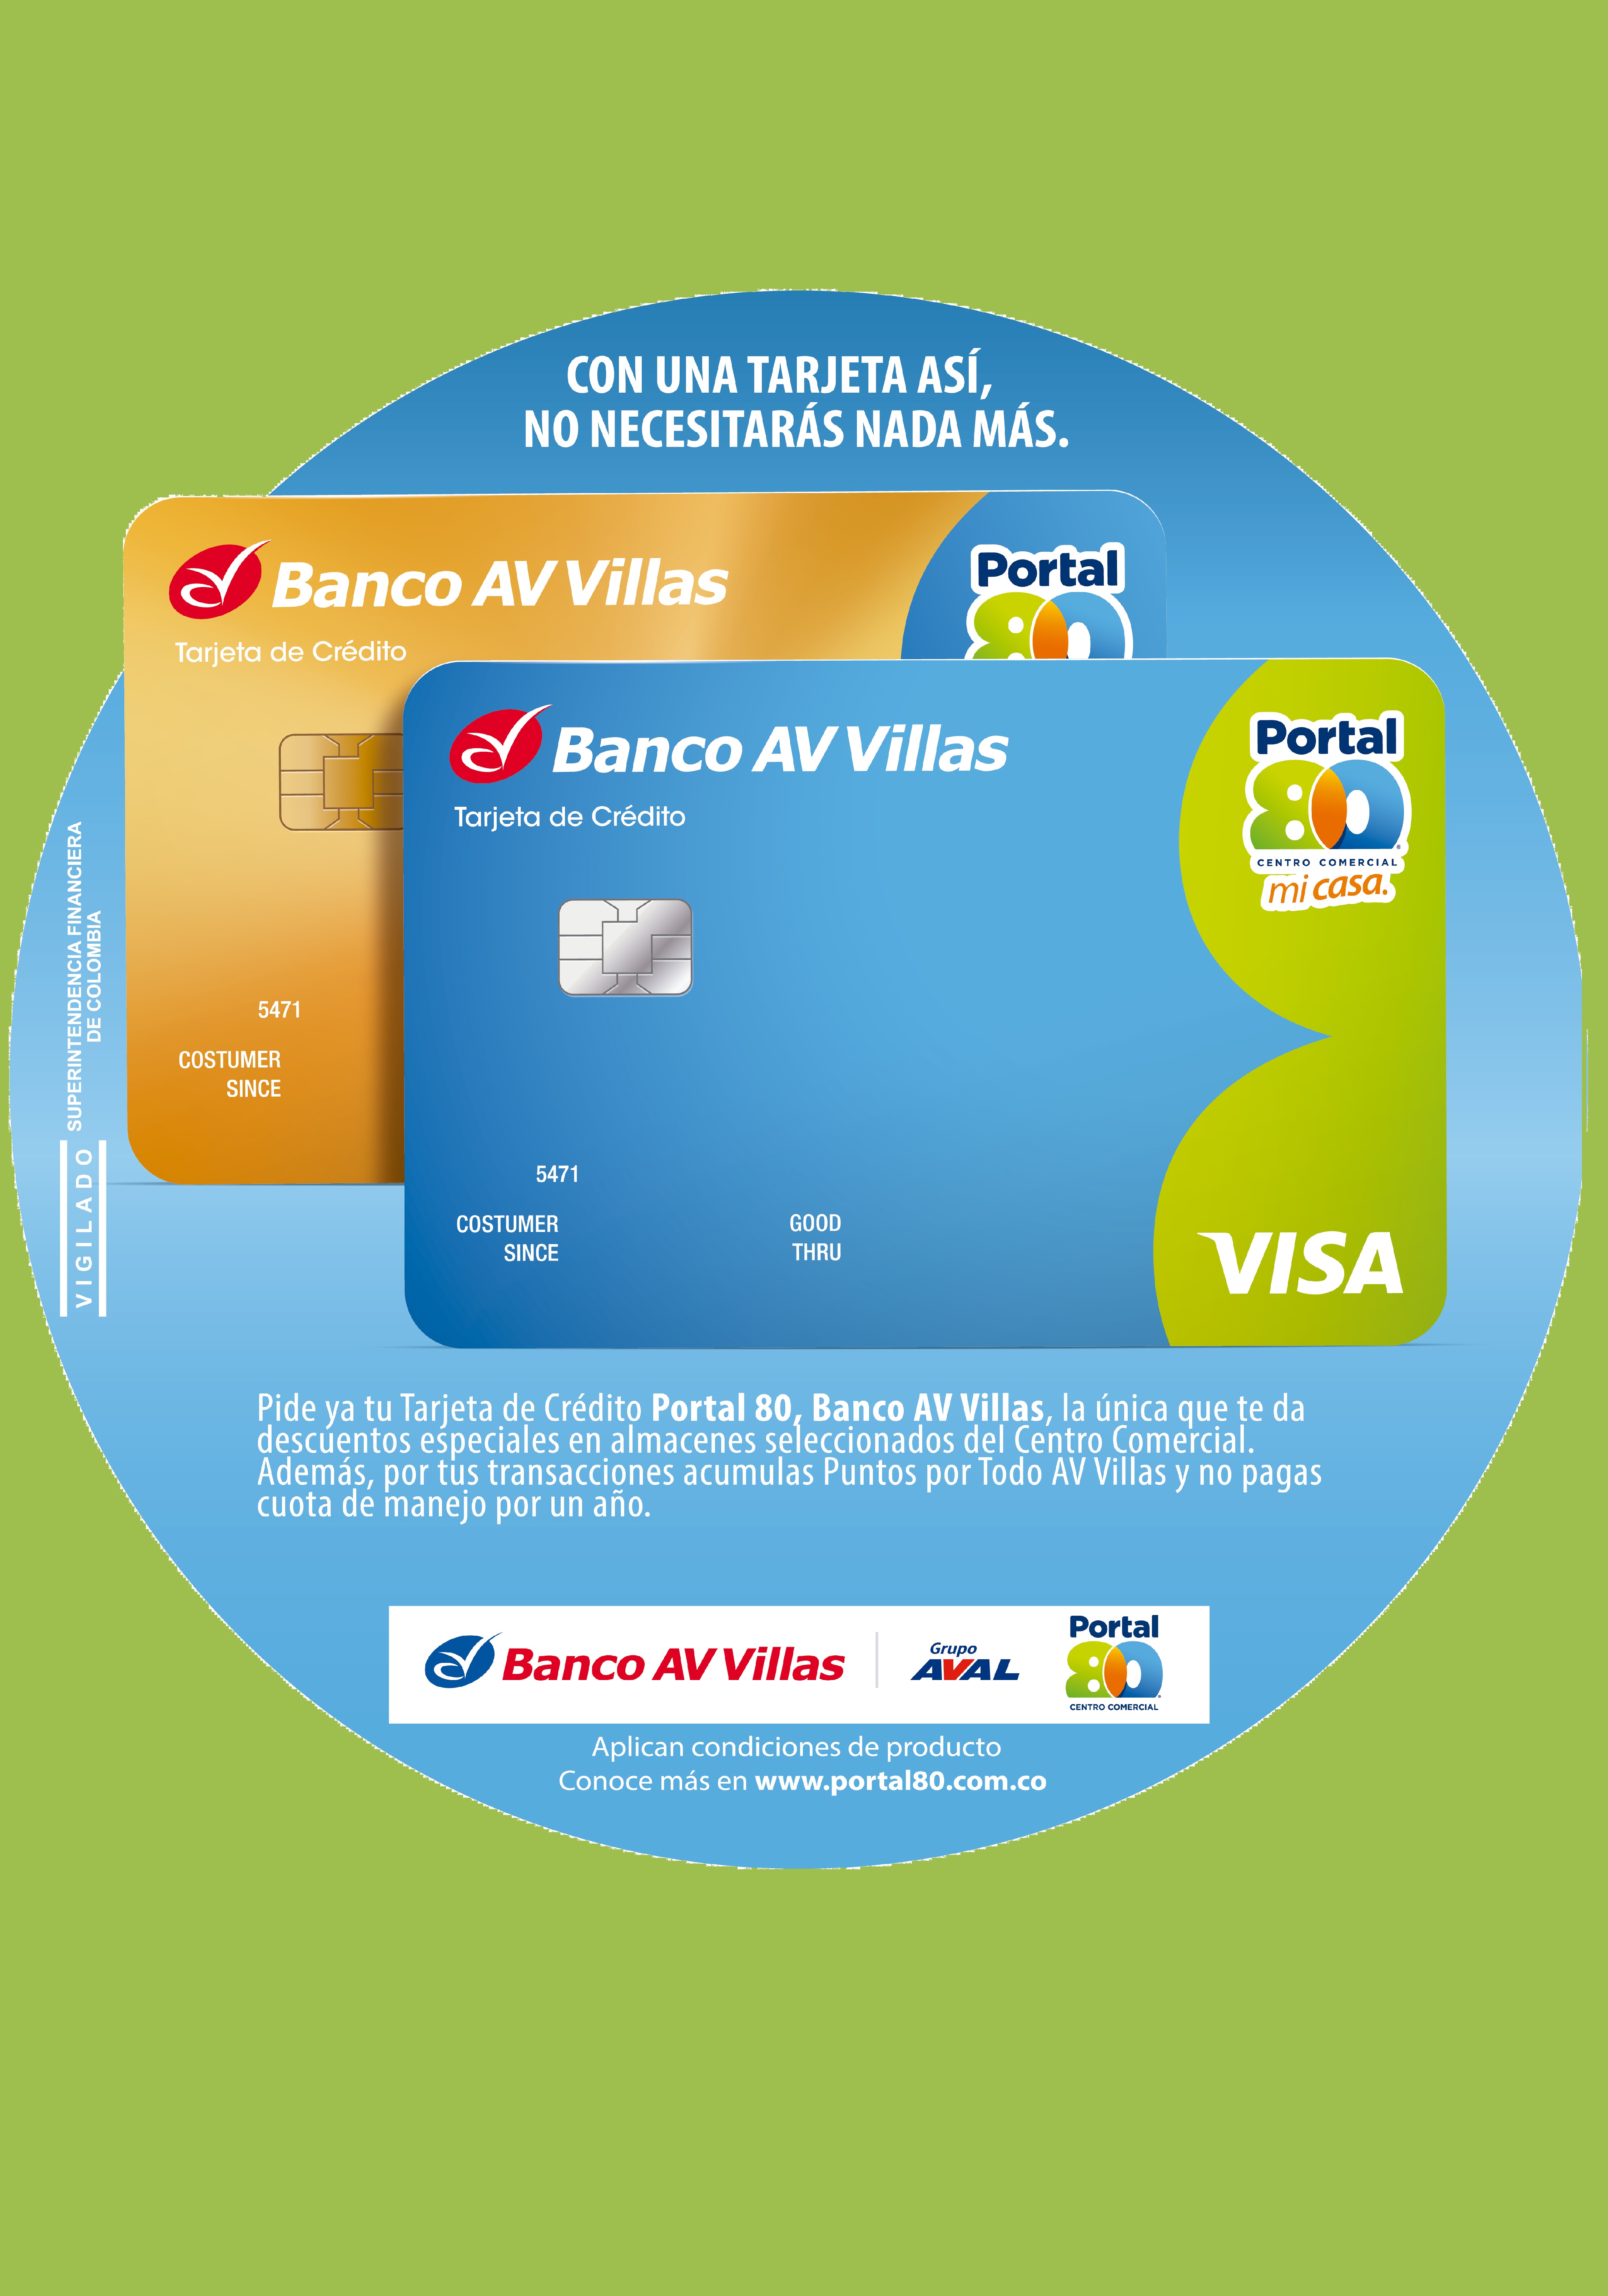 CON UNA TARJETA ASÍ,
NO NECESITARÁS NADA MÁS.
Banco AV Villas
Tarjeta de Crédito
Portal
80
5471
COSTUMER
SINCE
Banco AV Villas
Tarjeta de Crédito
Portal
80
CENTRO COMERCIAL
mi casa.
5471
COSTUMER
SINCE
GOOD
THRU
VISA
SUPERINTENDENCIA FINANCIERA
DE COLOMBIA
VIGILADO
Pide ya tu Tarjeta de Crédito Portal 80, Banco AV Villas, la única que te da
descuentos especiales en almacenes seleccionados del Centro Comercial.
Además, por tus transacciones acumulas Puntos por Todo AV Villas y no pagas
cuota de manejo por un año.
Banco AV Villas
Grupo
AVAL
Portal
80
CENTRO COMERCIAL
Aplican condiciones de producto
Conoce más en www.portal80.com.co